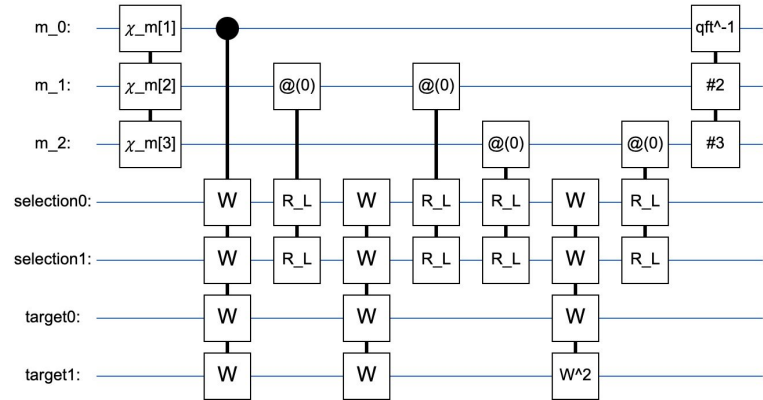 m_0: χ_m[1] qft^-1
m_1: χ_m[2] @(0) @(0) #2
m_2: χ_m[3] @(0) @(0) #3
selection0: W R_L W R_L R_L W R_L
selection1: W R_L W R_L R_L W R_L
target0: W W W
target1: W W W^2